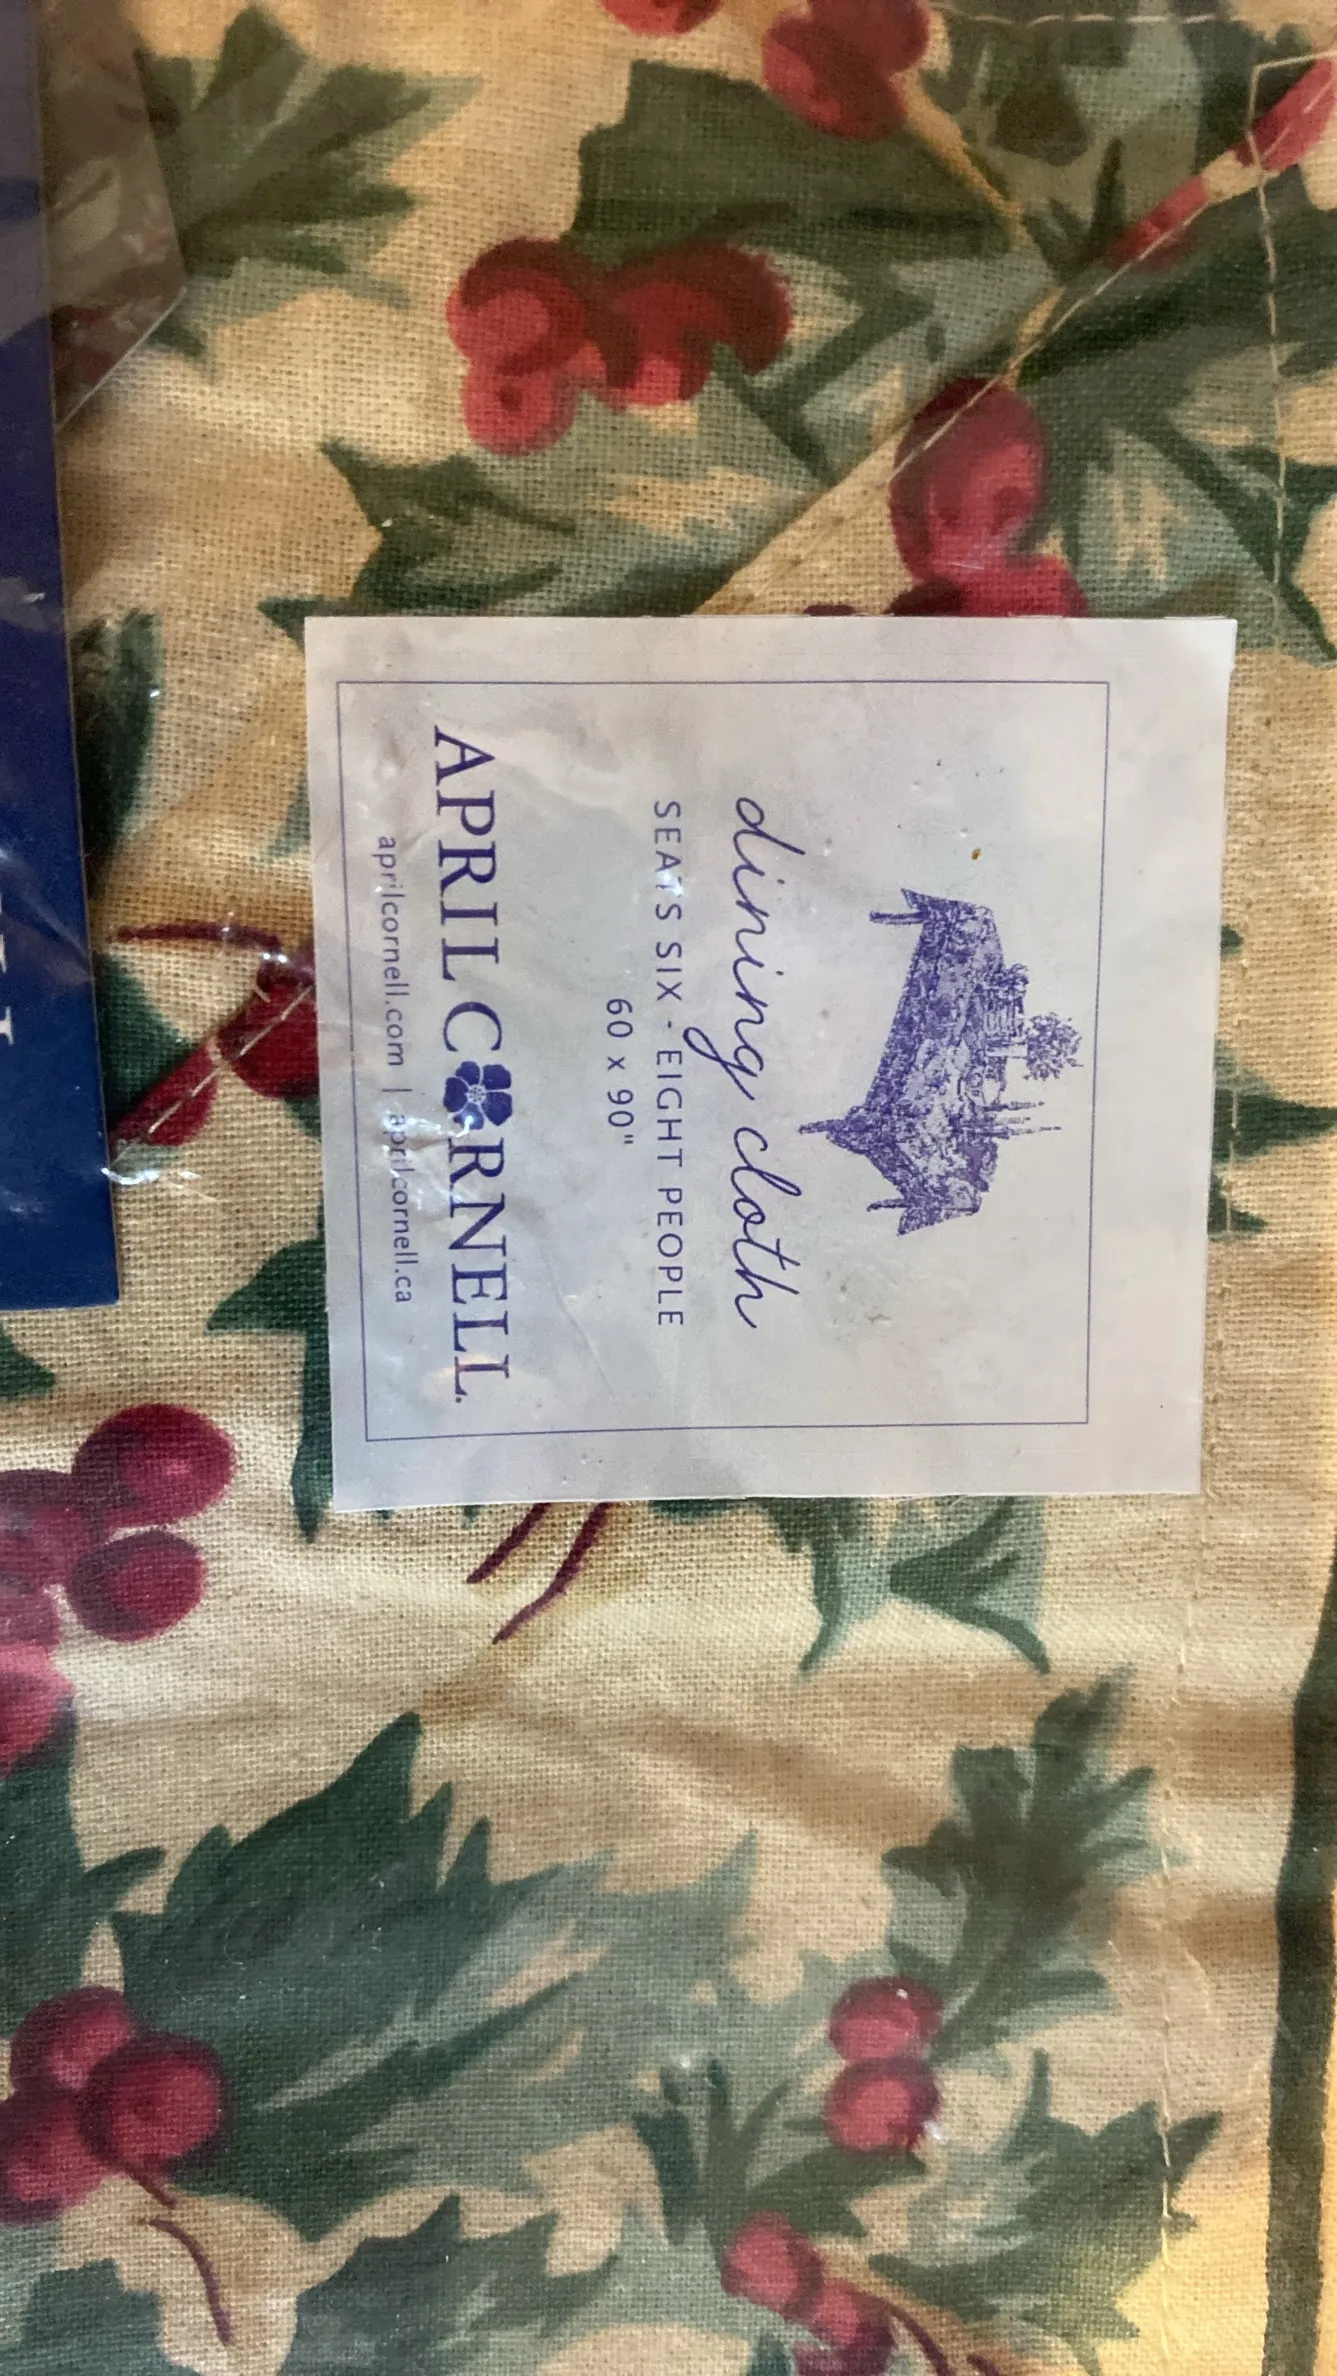 dining cloth
SEATS SIX - EIGHT PEOPLE
60 x 90"
APRIL CORNELL.
aprilcornell.com | aprilcornell.ca